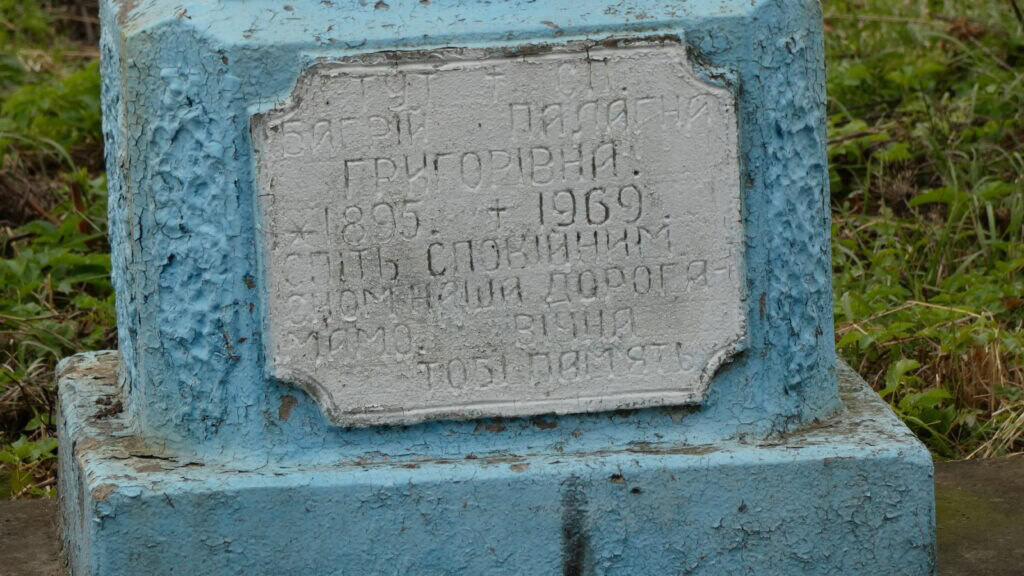 ТУТ + СП.
БАГРІЙ ПАЛАГНА
ГРИГОРІВНА.
*1895. + 1969.
СПІТЬ СПОКІЙНИМ
СНОМ НАША ДОРОГА
МАМО. ВІЧНА
ТОБІ ПАМЯТЬ